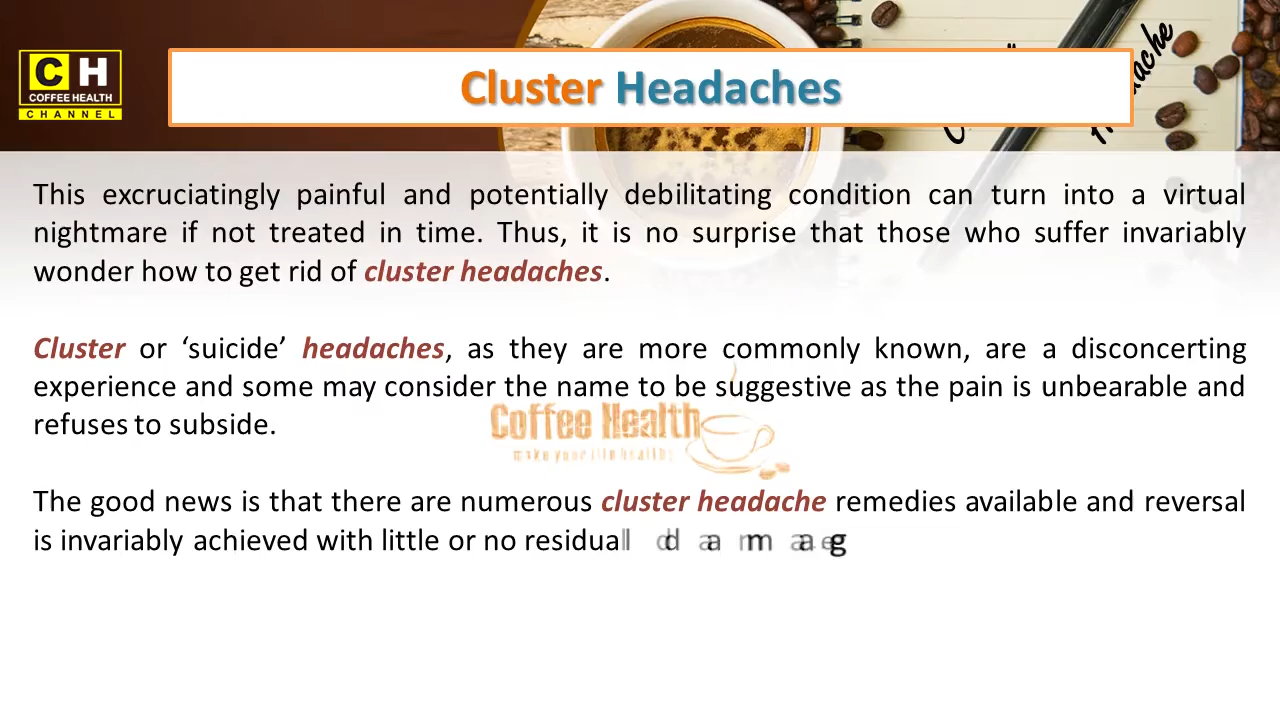 C H
COFFEE HEALTH
CHANNEL
Cluster Headaches
This excruciatingly painful and potentially debilitating condition can turn into a virtual
nightmare if not treated in time. Thus, it is no surprise that those who suffer invariably
wonder how to get rid of cluster headaches.
Cluster or ‘suicide’ headaches, as they are more commonly known, are a disconcerting
experience and some may consider the name to be suggestive as the pain is unbearable and
refuses to subside.
Coffee Health
make your life healthy
The good news is that there are numerous cluster headache remedies available and reversal
is invariably achieved with little or no residual damage